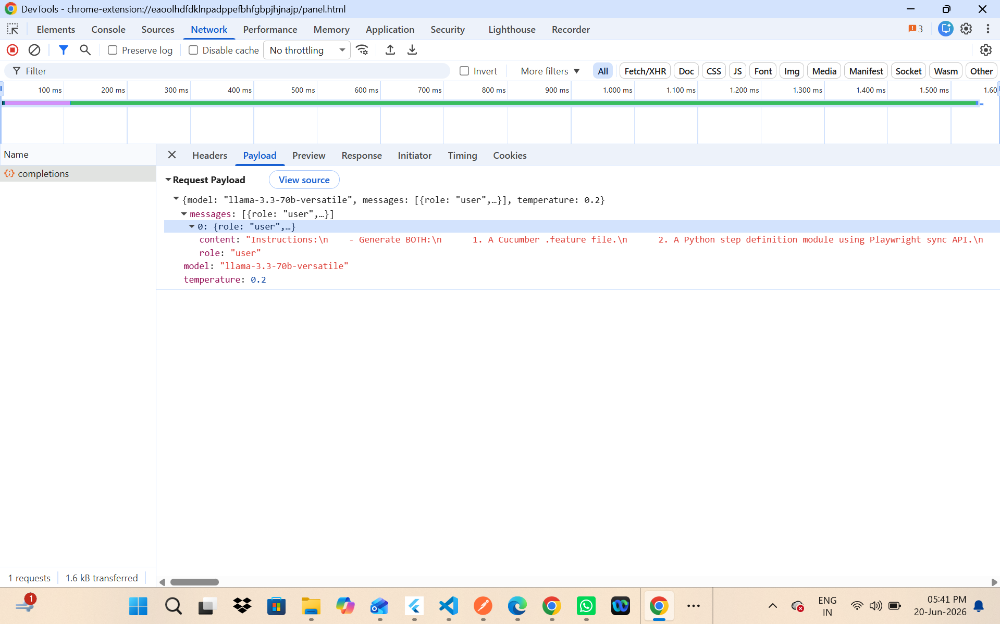 DevTools - chrome-extension://eaoolhdfdklnpadppefbhfgbpjhjnajp/panel.html
Elements Console Sources Network Performance Memory Application Security Lighthouse Recorder 3
Preserve log Disable cache No throttling
Filter Invert More filters All Fetch/XHR Doc CSS JS Font Img Media Manifest Socket Wasm Other
100 ms 200 ms 300 ms 400 ms 500 ms 600 ms 700 ms 800 ms 900 ms 1,000 ms 1,100 ms 1,200 ms 1,300 ms 1,400 ms 1,500 ms 1,60
Name Headers Payload Preview Response Initiator Timing Cookies
completions
Request Payload View source
{model: "llama-3.3-70b-versatile", messages: [{role: "user",…}], temperature: 0.2}
messages: [{role: "user",…}]
0: {role: "user",…}
content: "Instructions:\n    - Generate BOTH:\n      1. A Cucumber .feature file.\n      2. A Python step definition module using Playwright sync API.\n
role: "user"
model: "llama-3.3-70b-versatile"
temperature: 0.2
1 requests 1.6 kB transferred
1
ENG
IN
05:41 PM
20-Jun-2026